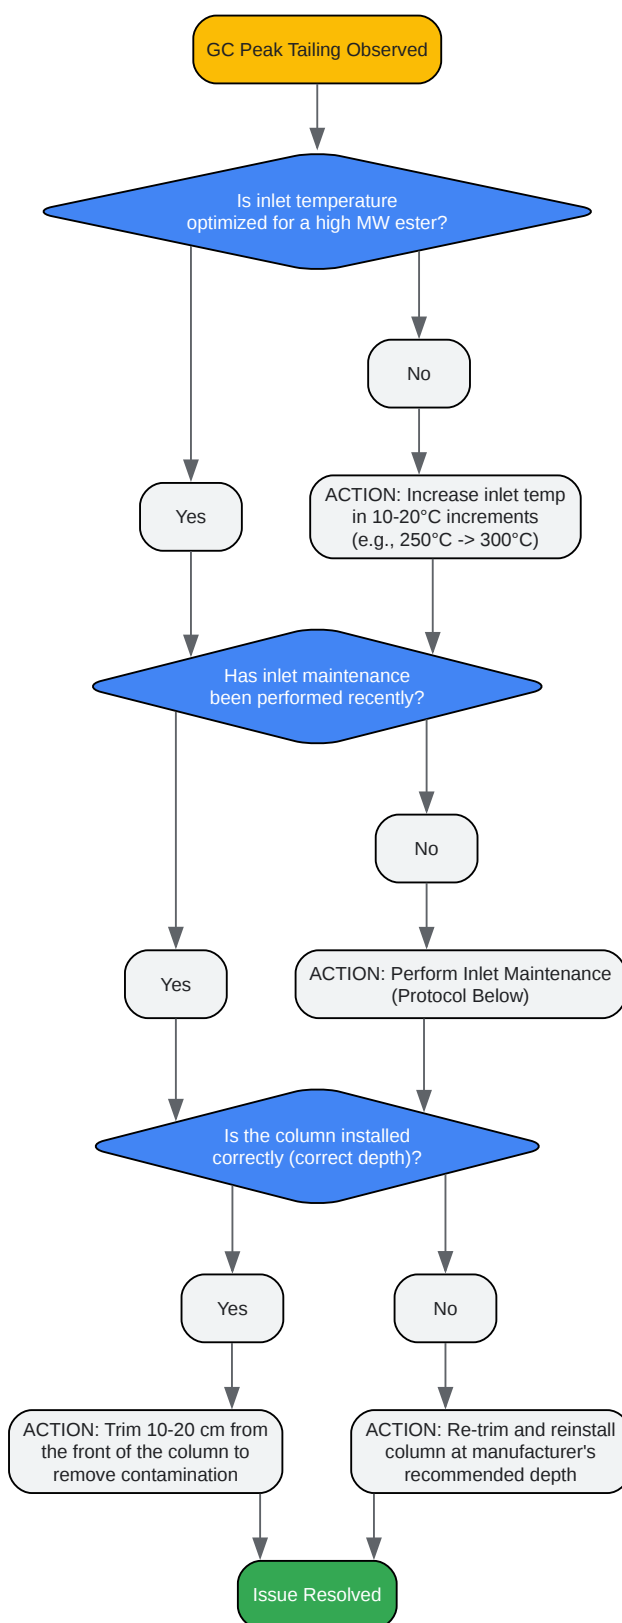 GC Peak Tailing Observed
Is inlet temperature
optimized for a high MW ester?
No
Yes
ACTION: Increase inlet temp
in 10-20°C increments
(e.g., 250°C -> 300°C)
Has inlet maintenance
been performed recently?
No
Yes
ACTION: Perform Inlet Maintenance
(Protocol Below)
Is the column installed
correctly (correct depth)?
Yes
No
ACTION: Trim 10-20 cm from
the front of the column to
remove contamination
ACTION: Re-trim and reinstall
column at manufacturer's
recommended depth
Issue Resolved